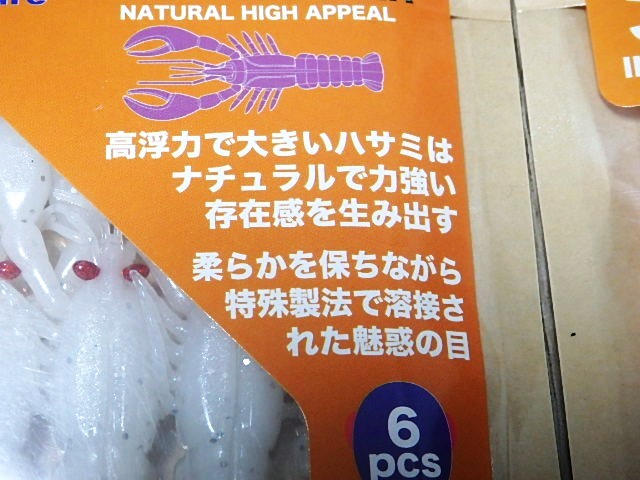 NATURAL HIGH APPEAL
高浮力で大きいハサミは
ナチュラルで力強い
存在感を生み出す
柔らかを保ちながら
特殊製法で溶接さ
れた魅惑の目
6
pcs